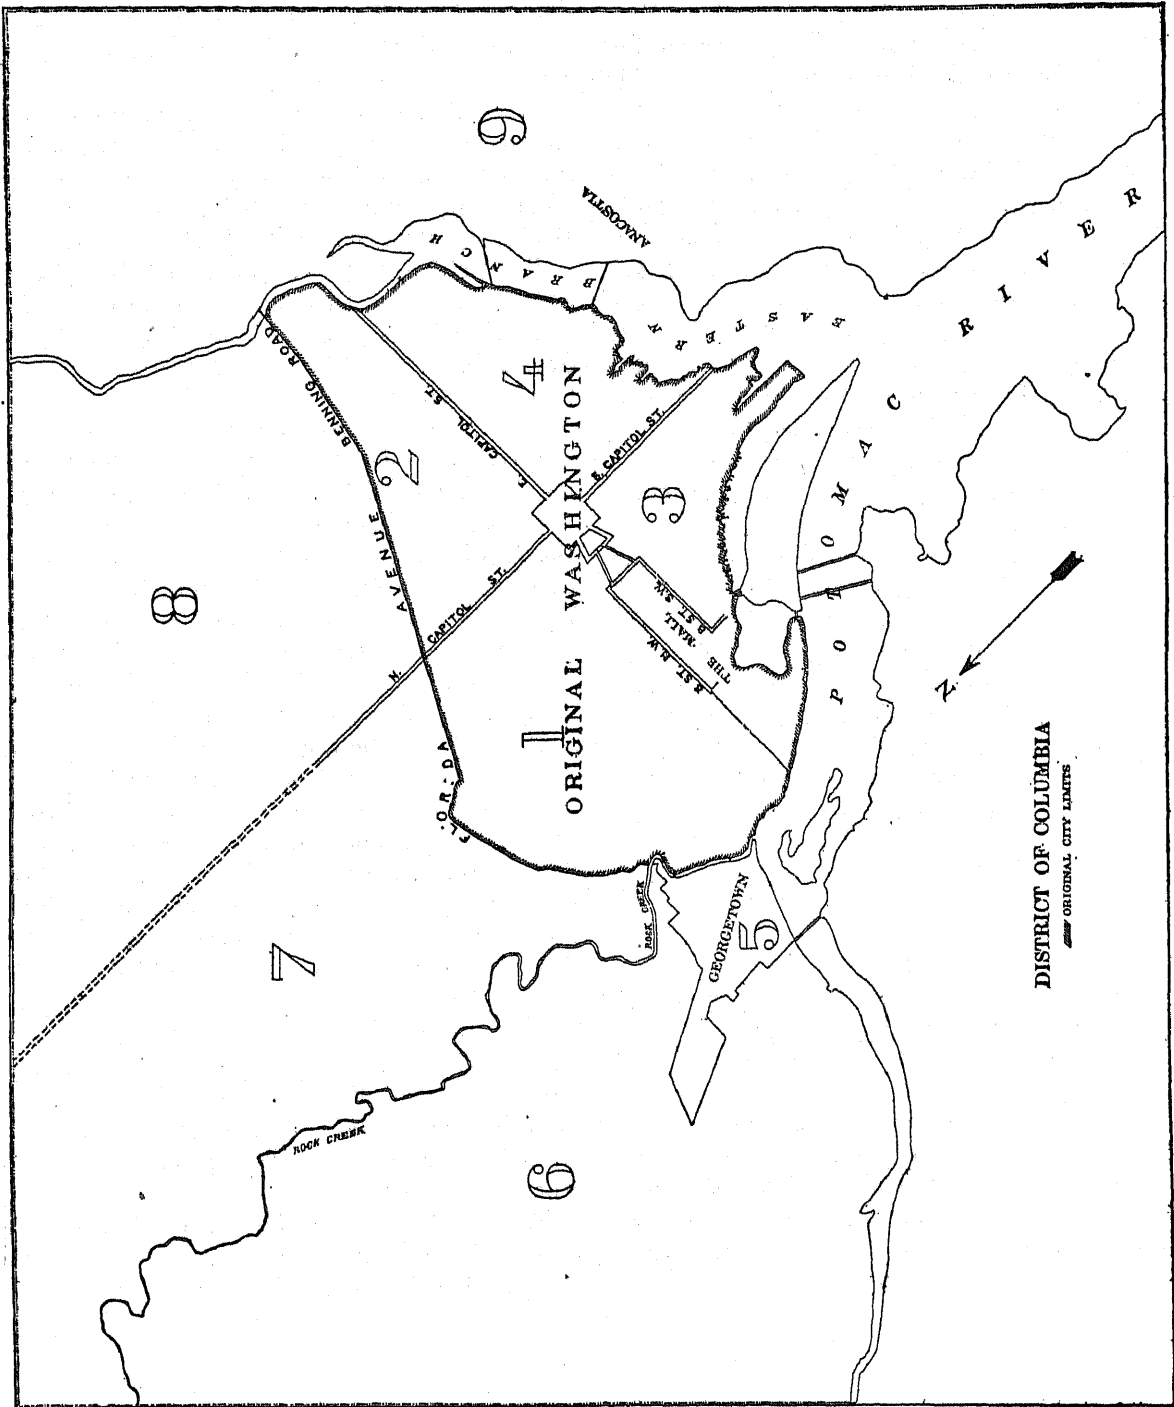 9
ANACOSTIA
EASTERN BRANCH
POTOMAC RIVER
BENNING ROAD
4
E. CAPITOL ST.
E. CAPITOL ST.
2
3
FLORIDA AVENUE
8
N. CAPITOL ST.
ORIGINAL WASHINGTON
B ST. S.W.
THE MALL
B ST. N.W.
1
N.
7
ROCK CREEK
GEORGETOWN
5
ROCK CREEK
6
DISTRICT OF COLUMBIA
ORIGINAL CITY LIMITS